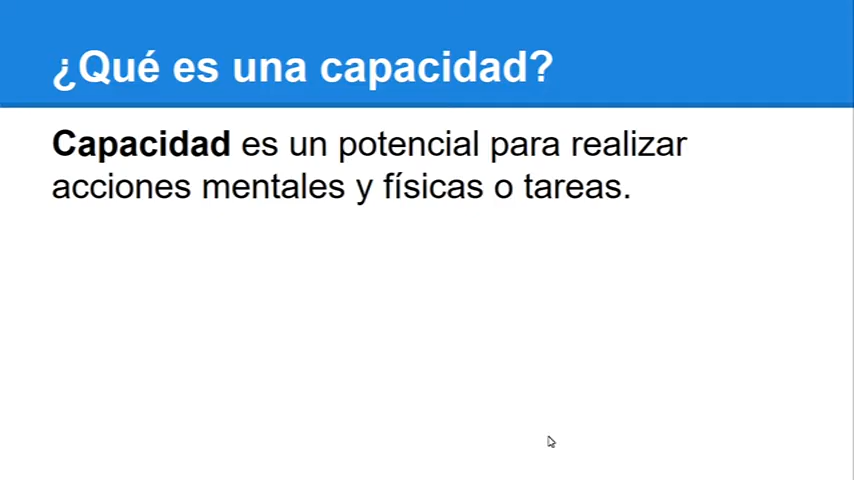 ¿Qué es una capacidad?
Capacidad es un potencial para realizar
acciones mentales y físicas o tareas.